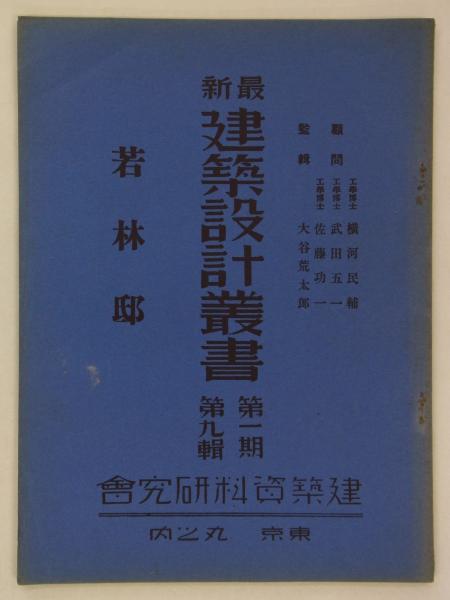 顧問
工學博士 横河民輔
工學博士 武田五一
工學博士 佐藤功一
監輯 大谷荒太郎
最新
建築設計叢書
第一期
第九輯
若林邸
會究研料資築建
内之丸 京東